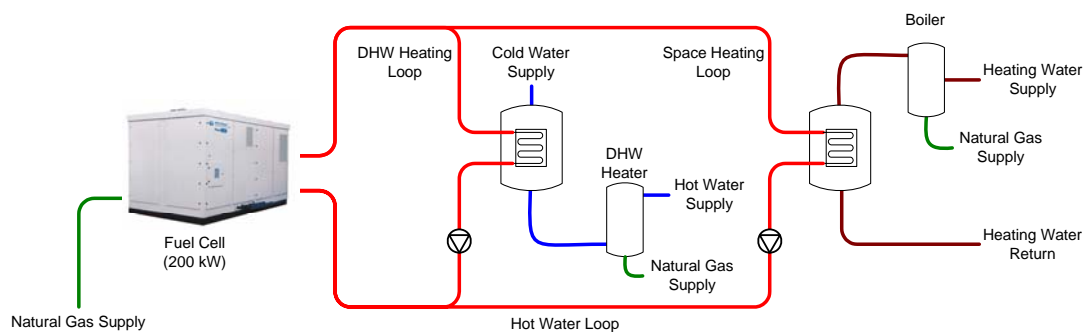 Boiler
DHW Heating
Loop
Cold Water
Supply
Space Heating
Loop
Heating Water
Supply
Natural Gas
Supply
DHW
Heater
Hot Water
Supply
Fuel Cell
(200 kW)
Heating Water
Return
Natural Gas
Supply
Natural Gas Supply
Hot Water Loop